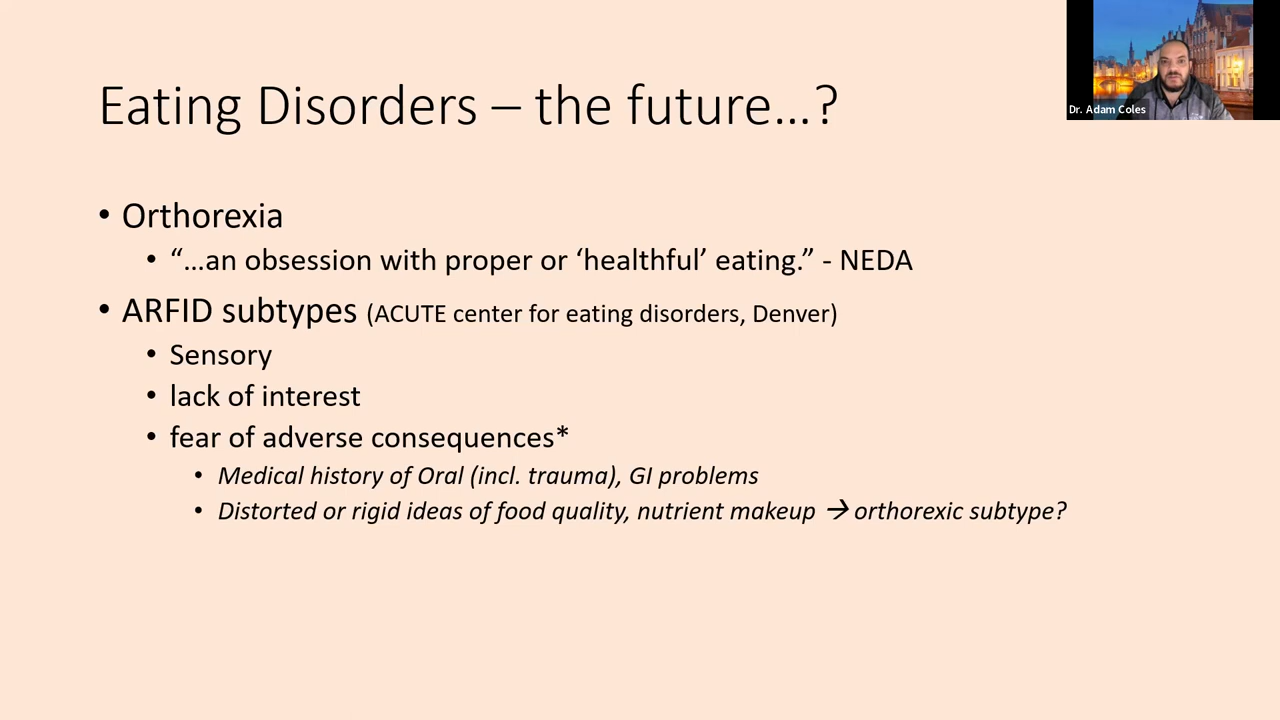 Dr. Adam Coles
Eating Disorders – the future...?
• Orthorexia
• “...an obsession with proper or ‘healthful’ eating.” - NEDA
• ARFID subtypes (ACUTE center for eating disorders, Denver)
• Sensory
• lack of interest
• fear of adverse consequences*
• Medical history of Oral (incl. trauma), GI problems
• Distorted or rigid ideas of food quality, nutrient makeup → orthorexic subtype?